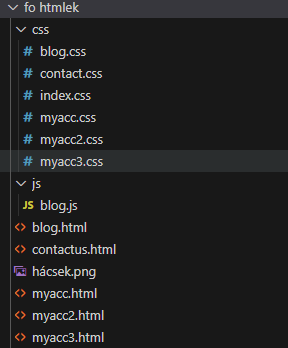 fo htmlek
css
# blog.css
# contact.css
# index.css
# myacc.css
# myacc2.css
# myacc3.css
js
JS blog.js
<> blog.html
<> contactus.html
hácsek.png
<> myacc.html
<> myacc2.html
<> myacc3.html